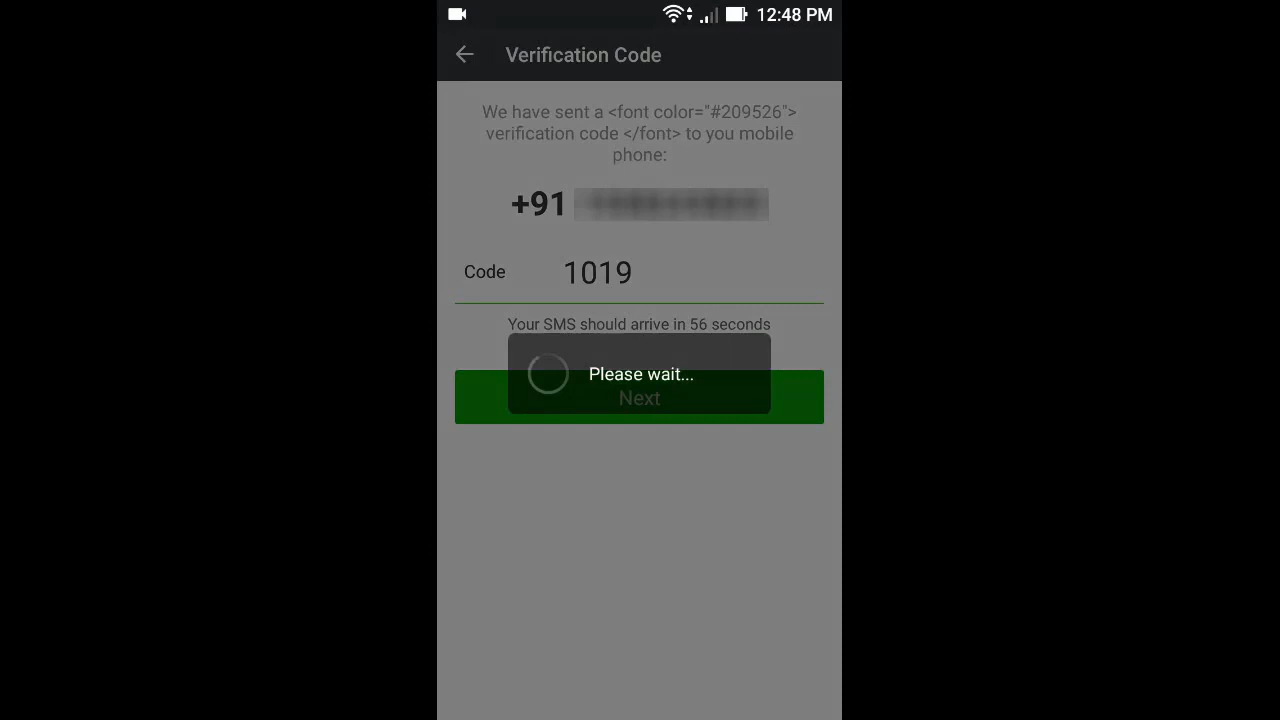 12:48 PM
Verification Code
We have sent a <font color="#209526">
verification code </font> to you mobile
phone:
+91
Code 1019
Your SMS should arrive in 56 seconds
Please wait...
Next